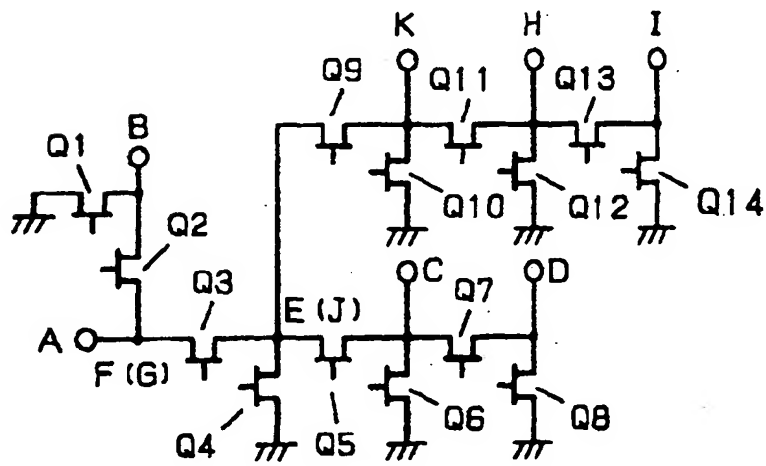 K H I
Q9 Q11 Q13
B
Q1
Q10 Q12 Q14
Q2
Q3 C Q7 D
E(J)
A
F(G)
Q4 Q5 Q6 Q8